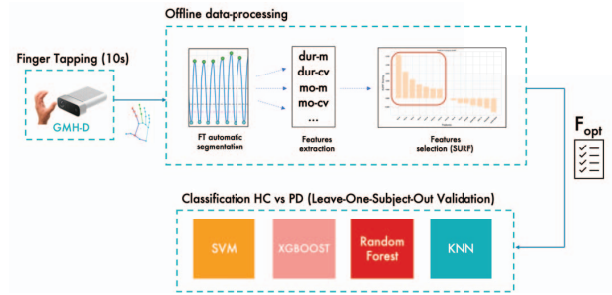 Offline data-processing
Finger Tapping (10s)
GMH-D
dur-m
dur-cv
mo-m
mo-cv
...
FT automatic
segmentation
Features
extraction
Features
selection (SURF)
Fopt
Classification HC vs PD (Leave-One-Subject-Out Validation)
SVM
XGBOOST
Random
Forest
KNN